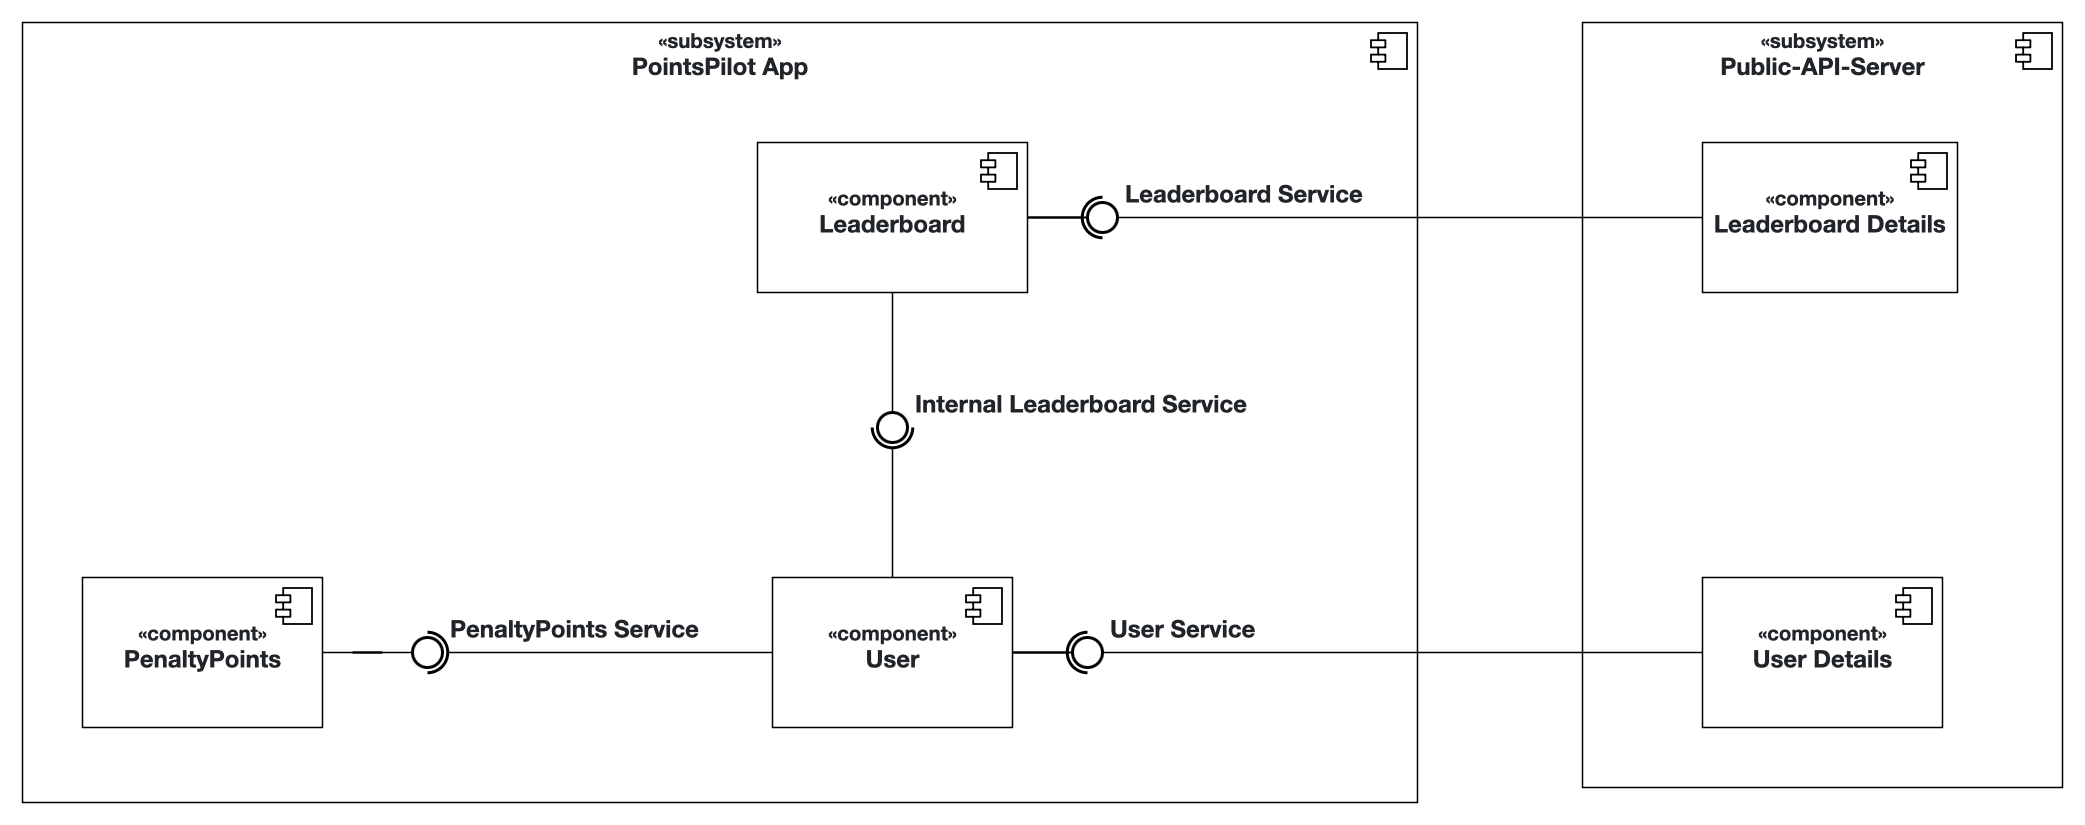 «subsystem»
PointsPilot App
«subsystem»
Public-API-Server
«component»
Leaderboard
Leaderboard Service
«component»
Leaderboard Details
Internal Leaderboard Service
«component»
PenaltyPoints
PenaltyPoints Service
«component»
User
User Service
«component»
User Details